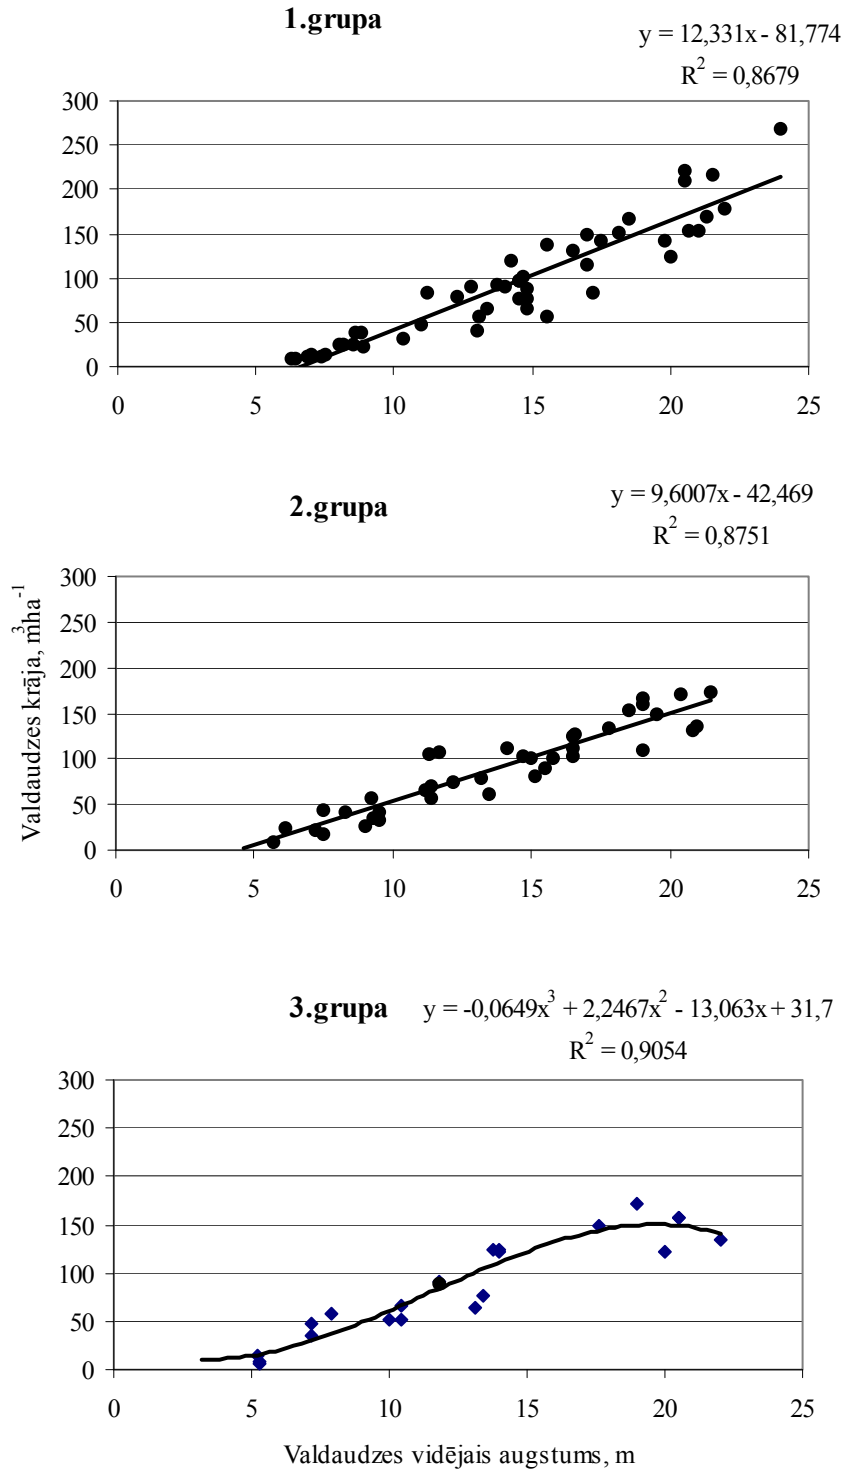 1.grupa
y = 12,331x - 81,774
R² = 0,8679
300
250
200
150
100
50
0
0 5 10 15 20 25
2.grupa
y = 9,6007x - 42,469
R² = 0,8751
Valdaudzes krāja, m³ha⁻¹
300
250
200
150
100
50
0
0 5 10 15 20 25
3.grupa
y = -0,0649x³ + 2,2467x² - 13,063x + 31,7
R² = 0,9054
300
250
200
150
100
50
0
0 5 10 15 20 25
Valdaudzes vidējais augstums, m